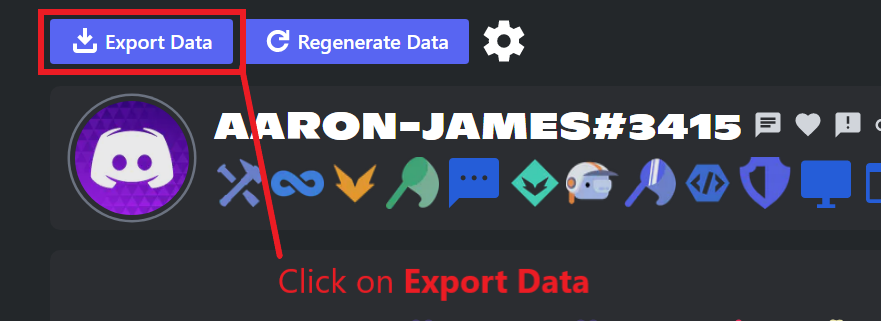 Export Data
Regenerate Data
AARON-JAMES#3415
Click on Export Data